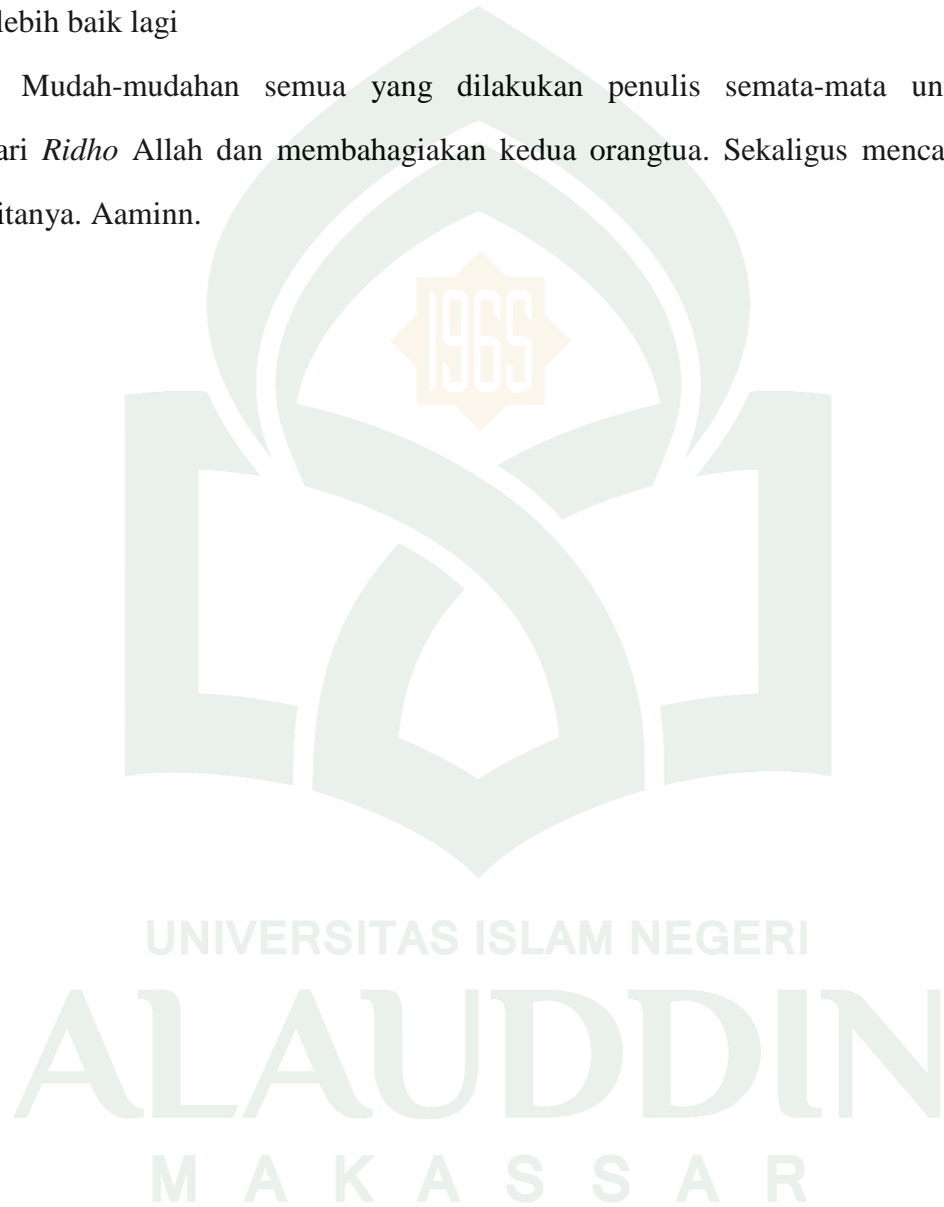 lebih baik lagi
Mudah-mudahan semua yang dilakukan penulis semata-mata un
ari Ridho Allah dan membahagiakan kedua orangtua. Sekaligus menca
itanya. Aaminn.
1965
UNIVERSITAS ISLAM NEGERI
ALAUDDIN
MAKASSAR